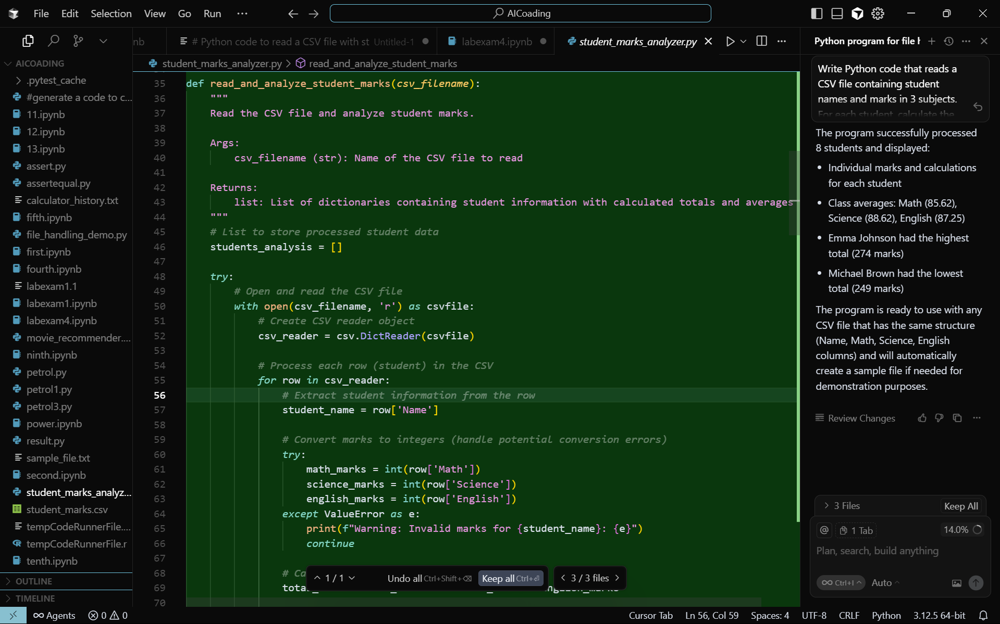 File Edit Selection View Go Run ··· AICoading
nb # Python code to read a CSV file with st Untitled-1 labexam4.ipynb student_marks_analyzer.py
Python program for file h
student_marks_analyzer.py > read_and_analyze_student_marks
AICOADING
.pytest_cache
#generate a code to c...
11.ipynb
12.ipynb
13.ipynb
assert.py
assertequal.py
calculator_history.txt
fifth.ipynb
file_handling_demo.py
first.ipynb
fourth.ipynb
labexam1.1
labexam1.ipynb
labexam4.ipynb
movie_recommender....
ninth.ipynb
petrol.py
petrol1.py
petrol3.py
power.ipynb
result.py
sample_file.txt
second.ipynb
student_marks_analyz...
student_marks.csv
tempCodeRunnerFile....
tempCodeRunnerFile.r
tenth.ipynb
OUTLINE
TIMELINE
35 def read_and_analyze_student_marks(csv_filename):
36 """
37 Read the CSV file and analyze student marks.
38
39 Args:
40 csv_filename (str): Name of the CSV file to read
41
42 Returns:
43 list: List of dictionaries containing student information with calculated totals and averages
44 """
45 # List to store processed student data
46 students_analysis = []
47
48 try:
49 # Open and read the CSV file
50 with open(csv_filename, 'r') as csvfile:
51 # Create CSV reader object
52 csv_reader = csv.DictReader(csvfile)
53
54 # Process each row (student) in the CSV
55 for row in csv_reader:
56 # Extract student information from the row
57 student_name = row['Name']
58
59 # Convert marks to integers (handle potential conversion errors)
60 try:
61 math_marks = int(row['Math'])
62 science_marks = int(row['Science'])
63 english_marks = int(row['English'])
64 except ValueError as e:
65 print(f"Warning: Invalid marks for {student_name}: {e}")
66 continue
67
68 # Ca
69
70
1 / 1 Undo all Ctrl+Shift+⌫ Keep all Ctrl+⏎ 3 / 3 files
Write Python code that reads a
CSV file containing student
names and marks in 3 subjects.
For each student, calculate the
The program successfully processed
8 students and displayed:
• Individual marks and calculations
for each student
• Class averages: Math (85.62),
Science (88.62), English (87.25)
• Emma Johnson had the highest
total (274 marks)
• Michael Brown had the lowest
total (249 marks)
The program is ready to use with any
CSV file that has the same structure
(Name, Math, Science, English
columns) and will automatically
create a sample file if needed for
demonstration purposes.
Review Changes
3 Files Keep All
@ 1 Tab 14.0%
Plan, search, build anything
∞ Ctrl+I Auto
∞ Agents 0 0 Cursor Tab Ln 56, Col 59 Spaces: 4 UTF-8 CRLF Python 3.12.5 64-bit